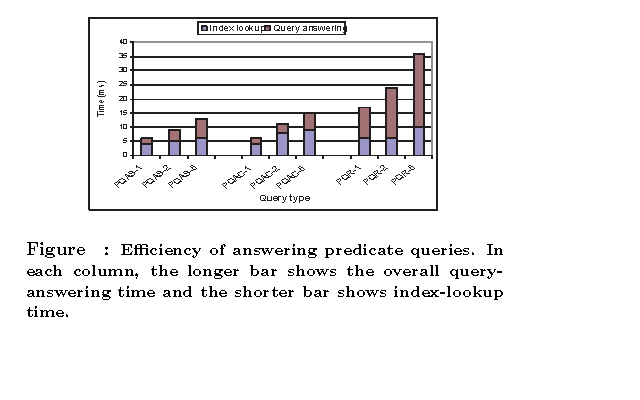 Index lookup Query answering
40
35
30
25
20
15
10
5
0
Time (ms)
PQAS-1 PQAS-2 PQAS-6 PQAC-1 PQAC-2 PQAC-6 PQR-1 PQR-2 PQR-6
Query type
Figure : Efficiency of answering predicate queries. In
each column, the longer bar shows the overall query-
answering time and the shorter bar shows index-lookup
time.